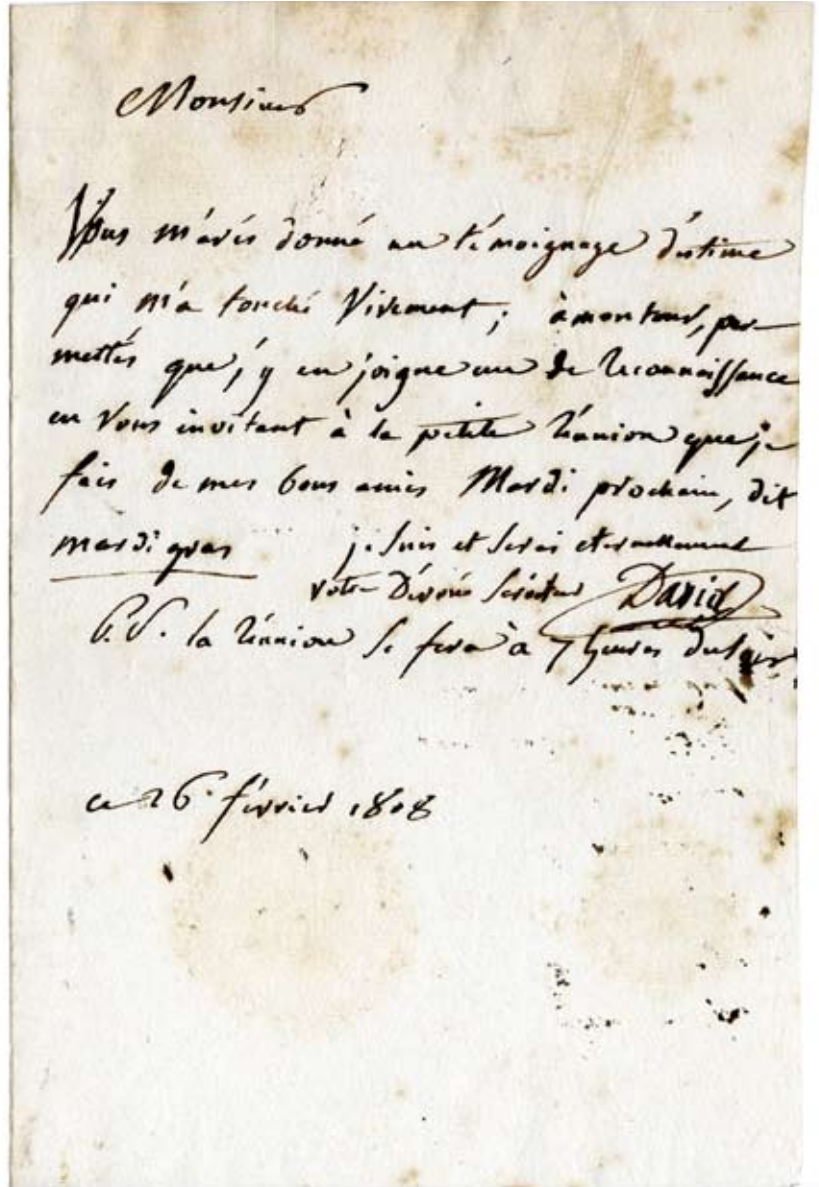 Monsieur
Vous m'avés donné un témoignage d'estime
qui m'a touché vivement ; à mon tour, per-
mettés que j'y en joigne un de reconnaissance
en vous invitant à la petite réunion que je
fais de mes bons amis Mardi prochain, dit
mardi gras je suis et serai eternellement
votre Dévoué Serviteur David
P.S. la réunion se fera à 7 heures du soir.
ce 26 février 1808